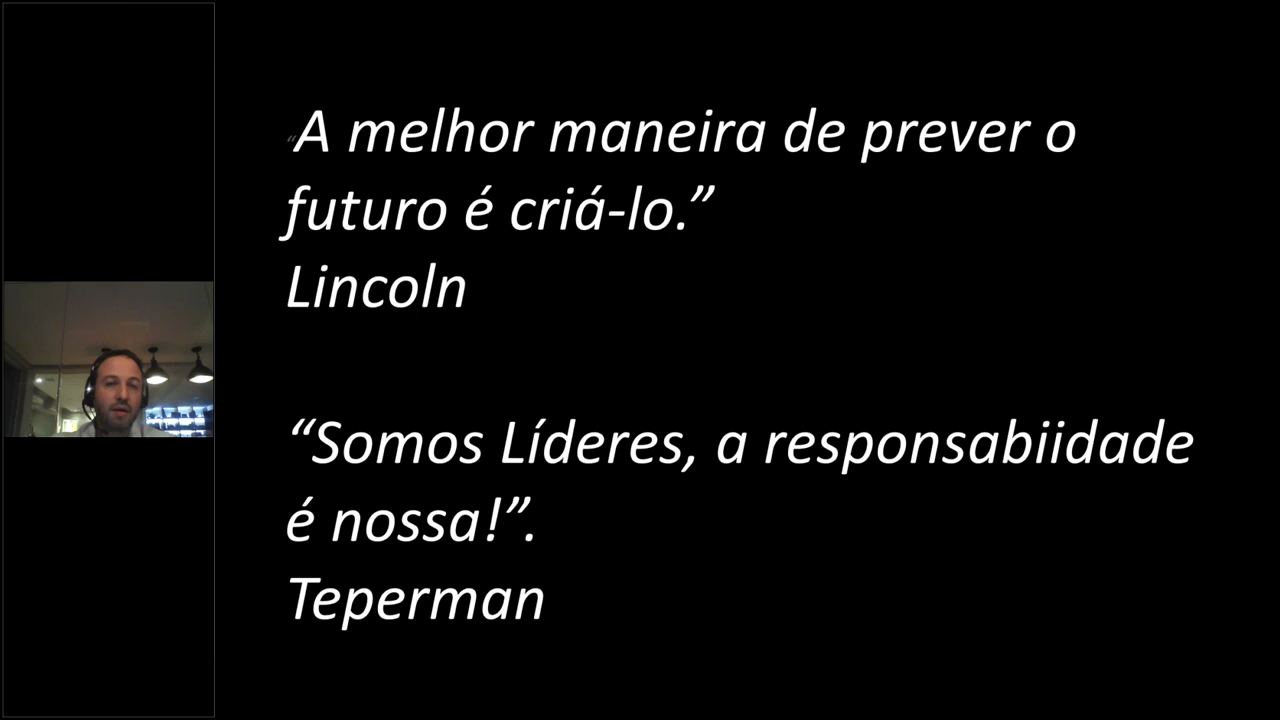 “A melhor maneira de prever o
futuro é criá-lo.”
Lincoln
“Somos Líderes, a responsabiidade
é nossa!”.
Teperman